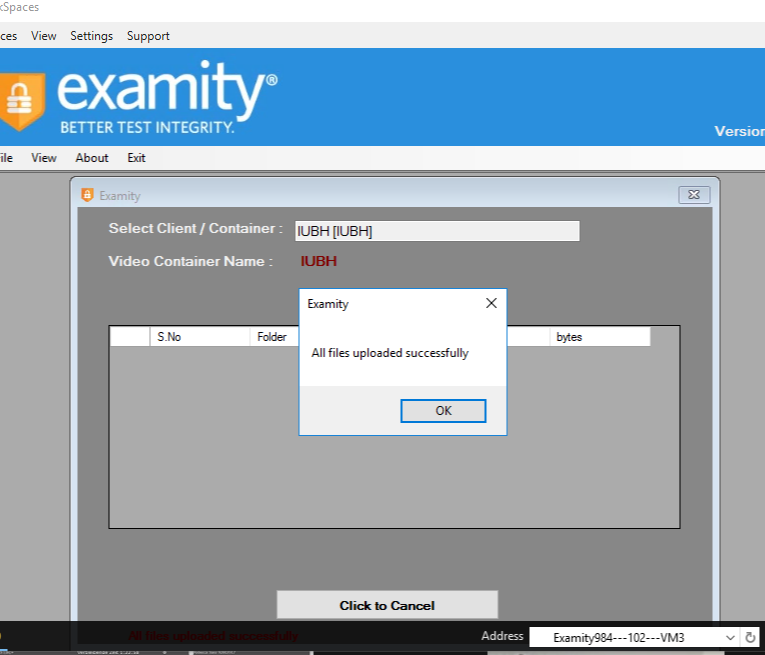 kSpaces
ces View Settings Support
examity®
BETTER TEST INTEGRITY.
Version
ile View About Exit
Examity
Select Client / Container : IUBH [IUBH]
Video Container Name : IUBH
Examity
S.No Folder bytes
All files uploaded successfully
OK
Click to Cancel
All files uploaded successfully
Address Examity984---102---VM3